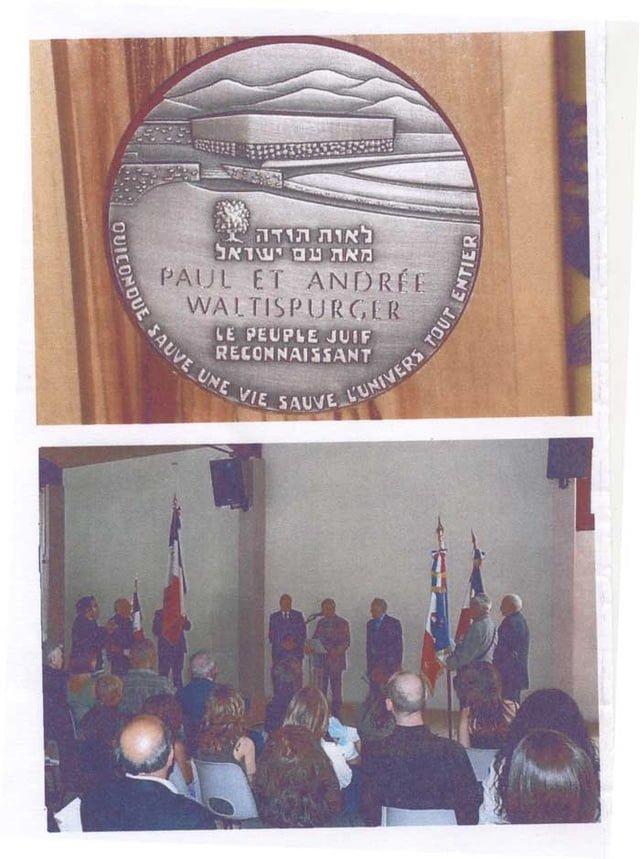 לאות תודה
מאת עם ישראל
PAUL ET ANDRÉE
WALTISPURGER
LE PEUPLE JUIF
RECONNAISSANT
QUICONQUE SAUVE UNE VIE SAUVE L'UNIVERS TOUT ENTIER